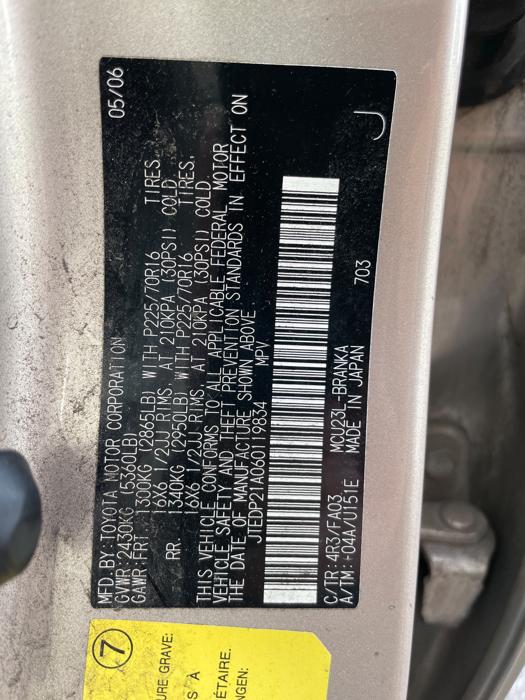 MFD.BY:TOYOTA MOTOR CORPORATION 05/06
GVWR:2430KG (5360LB)
GAWR:FRT 1300KG (2865LB) WITH P225/70R16 TIRES,
16X6 1/2JJ RIMS, AT 210KPA (30PSI) COLD
RR. 1340KG (2950LB) WITH P225/70R16 TIRES,
16X6 1/2JJ RIMS, AT 210KPA (30PSI) COLD
THIS VEHICLE CONFORMS TO ALL APPLICABLE FEDERAL MOTOR
VEHICLE SAFETY AND THEFT PREVENTION STANDARDS IN EFFECT ON
THE DATE OF MANUFACTURE SHOWN ABOVE.
JTEDP21A060119834 MPV
C/TR:4R3/FA03 MCU23L-BRANKA
A/TM:-04A/U151E MADE IN JAPAN 703
J
7
URE GRAVE:
S À
ÉTAIRE.
NGEN: